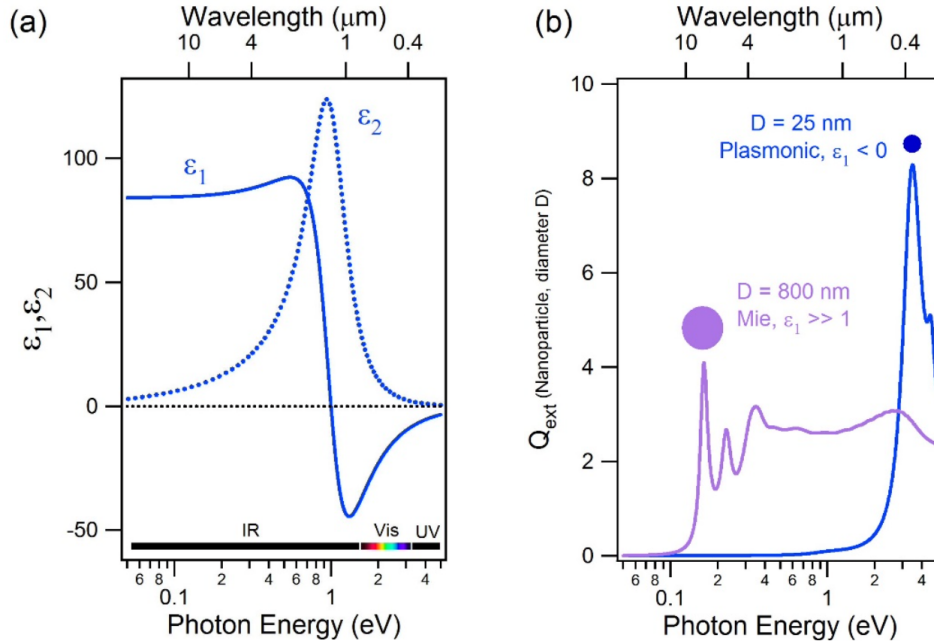 (a)
Wavelength (μm)
10 4 1 0.4
ε₁,ε₂
100
50
0
-50
ε₁
ε₂
IR Vis UV
6 8 2 4 6 8 2 4
0.1 1
Photon Energy (eV)
(b)
Wavelength (μm)
10 4 1 0.4
Q_ext (Nanoparticle, diameter D)
10
8
6
4
2
0
D = 25 nm
Plasmonic, ε₁ < 0
D = 800 nm
Mie, ε₁ >> 1
6 8 2 4 6 8 2 4
0.1 1
Photon Energy (eV)